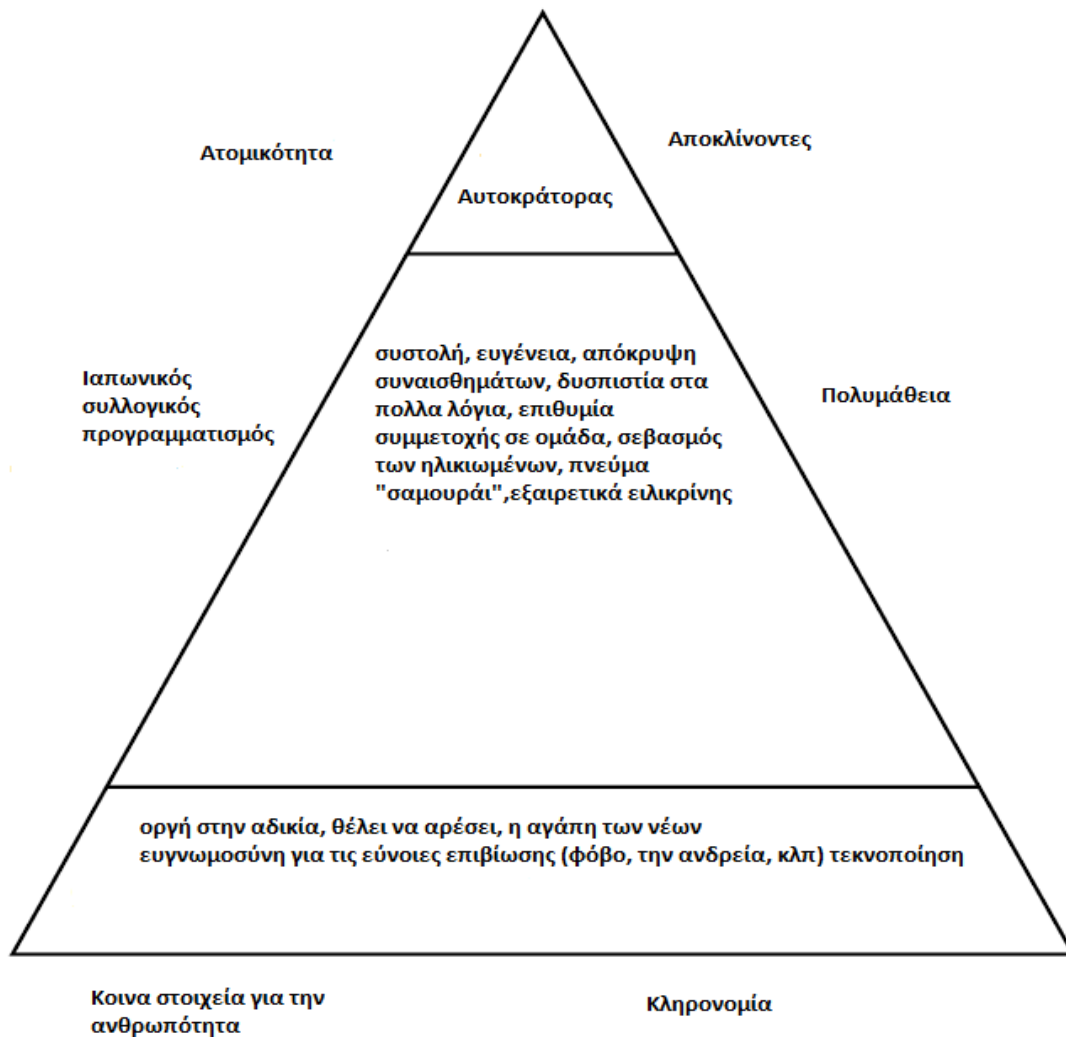 Ατομικότητα
Αποκλίνοντες
Αυτοκράτορας
Ιαπωνικός
συλλογικός
προγραμματισμός
συστολή, ευγένεια, απόκρυψη
συναισθημάτων, δυσπιστία στα
πολλα λόγια, επιθυμία
συμμετοχής σε ομάδα, σεβασμός
των ηλικιωμένων, πνεύμα
"σαμουράι",εξαιρετικά ειλικρίνης
Πολυμάθεια
οργή στην αδικία, θέλει να αρέσει, η αγάπη των νέων
ευγνωμοσύνη για τις εύνοιες επιβίωσης (φόβο, την ανδρεία, κλπ) τεκνοποίηση
Κοινα στοιχεία για την
ανθρωπότητα
Κληρονομία